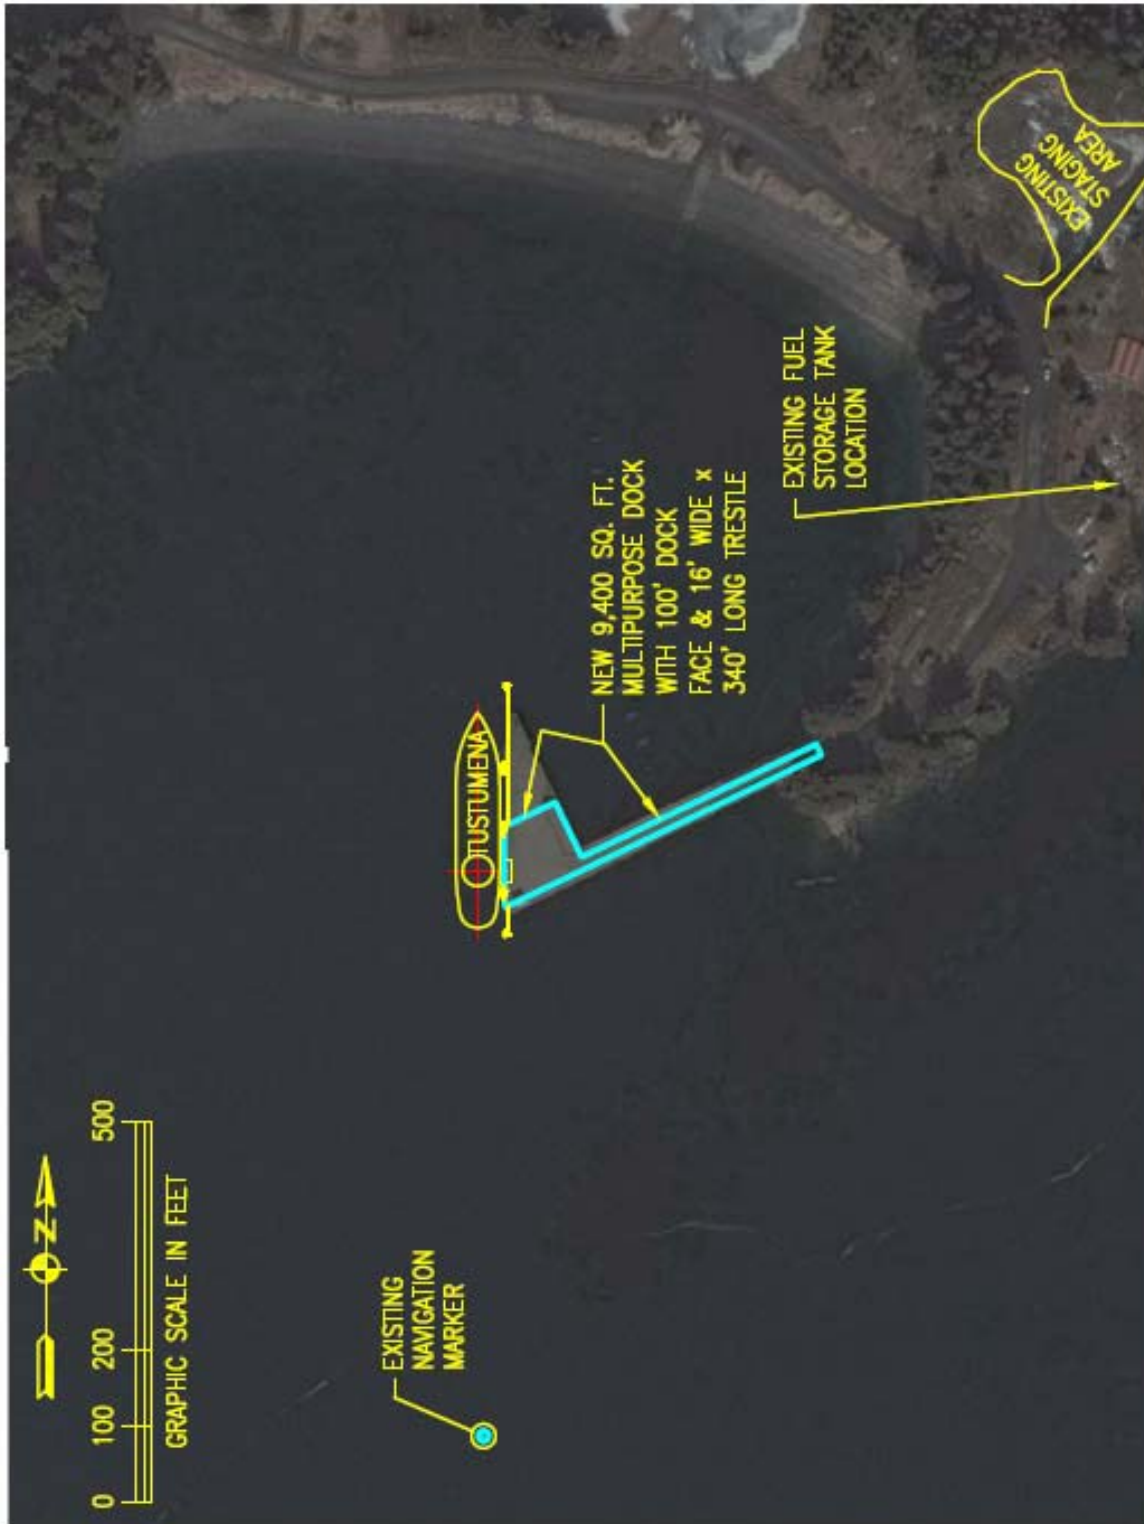 N
0 100 200 500
GRAPHIC SCALE IN FEET
EXISTING
NAVIGATION
MARKER
TUSTUMENA
NEW 9,400 SQ. FT.
MULTIPURPOSE DOCK
WITH 100' DOCK
FACE & 16' WIDE x
340' LONG TRESTLE
EXISTING FUEL
STORAGE TANK
LOCATION
EXISTING
STAGING
AREA